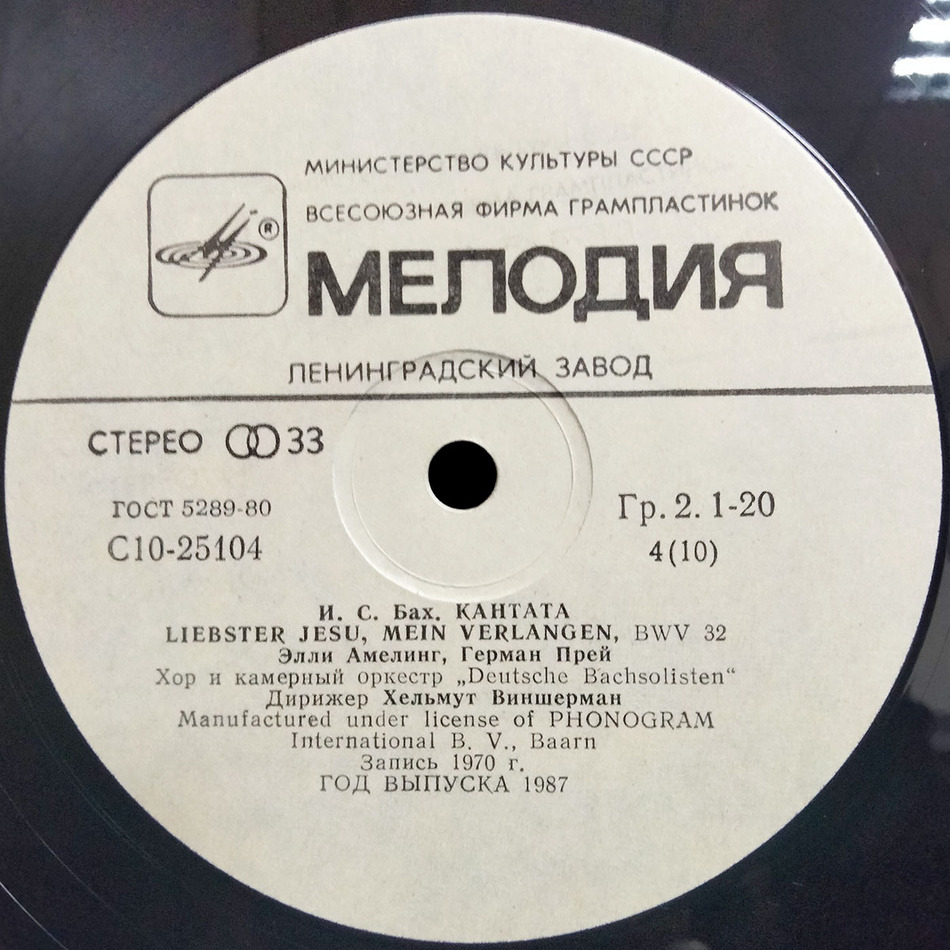 МИНИСТЕРСТВО КУЛЬТУРЫ СССР
ВСЕСОЮЗНАЯ ФИРМА ГРАМПЛАСТИНОК
®
МЕЛОДИЯ
ЛЕНИНГРАДСКИЙ ЗАВОД
СТЕРЕО 33
ГОСТ 5289-80
Гр. 2. 1-20
С10-25104
4(10)
И. С. Бах. КАНТАТА
LIEBSTER JESU, MEIN VERLANGEN, BWV 32
Элли Амелинг, Герман Прей
Хор и камерный оркестр „Deutsche Bachsolisten“
Дирижер Хельмут Виншерман
Manufactured under license of PHONOGRAM
International B. V., Baarn
Запись 1970 г.
ГОД ВЫПУСКА 1987